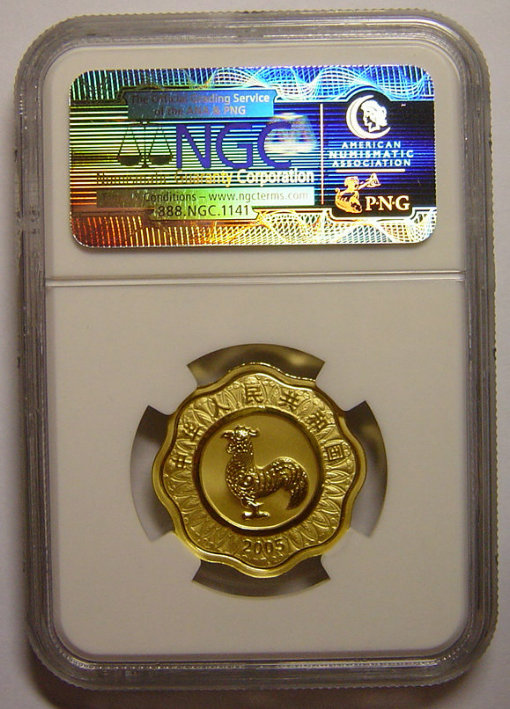 The Official Grading Service
of the ANA & PNG
NGC
Numismatic Guaranty Corporation
Conditions – www.ngcterms.com
888.NGC.1141
AMERICAN
NUMISMATIC
ASSOCIATION
PNG
中华人民共和国
2005